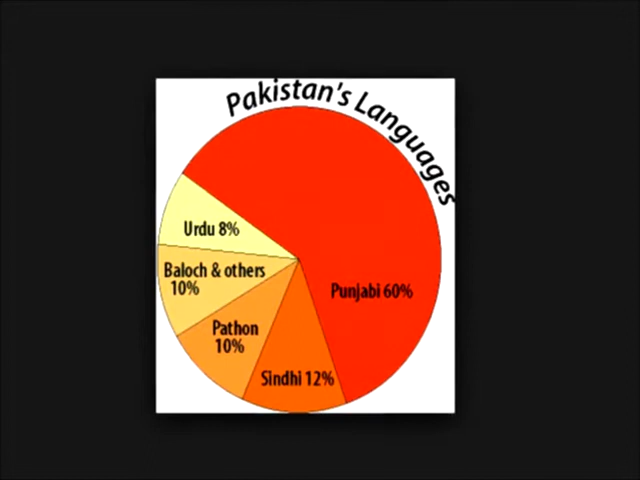 Pakistan's Languages
Urdu 8%
Baloch & others
10%
Punjabi 60%
Pathon
10%
Sindhi 12%